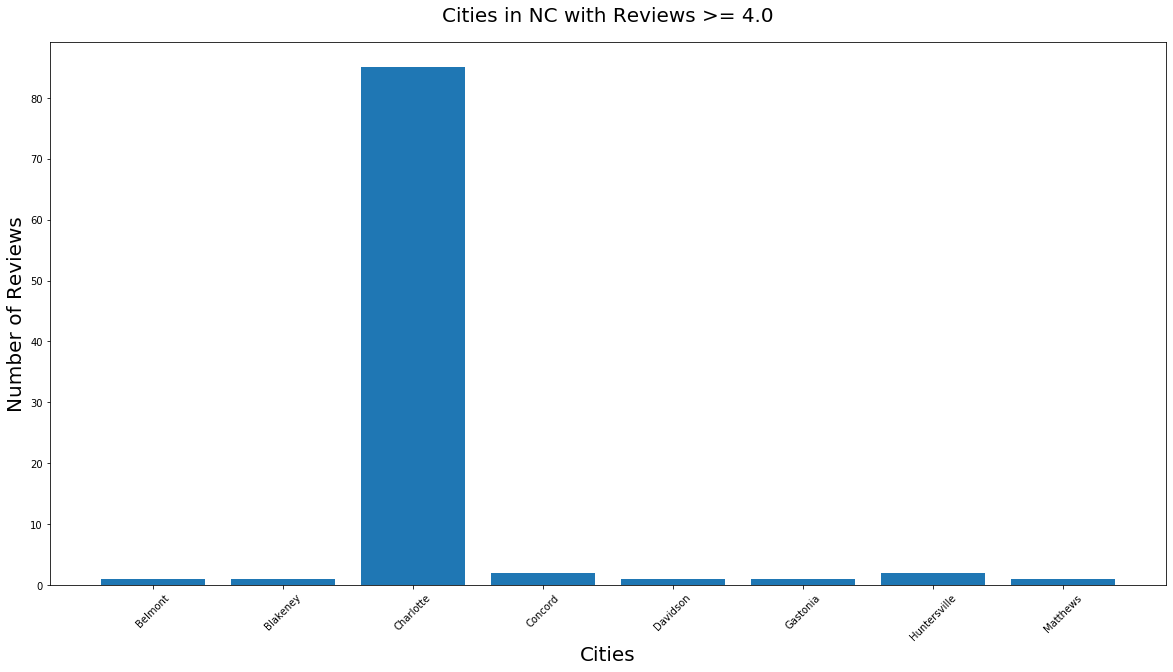 Cities in NC with Reviews >= 4.0
Number of Reviews
80
70
60
50
40
30
20
10
0
Belmont
Blakeney
Charlotte
Concord
Davidson
Gastonia
Huntersville
Matthews
Cities